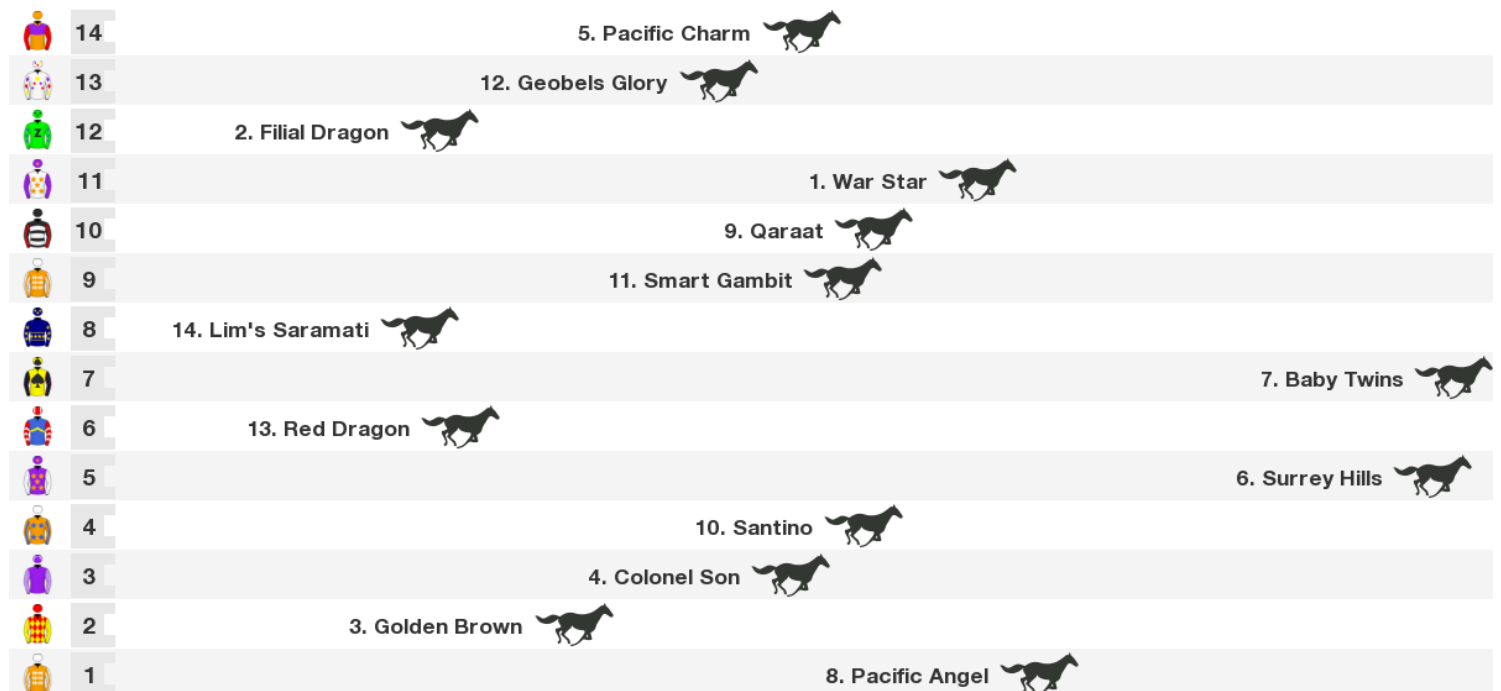 14 5. Pacific Charm
13 12. Geobels Glory
Z 12 2. Filial Dragon
11 1. War Star
10 9. Qaraat
9 11. Smart Gambit
8 14. Lim's Saramati
7 7. Baby Twins
6 13. Red Dragon
5 6. Surrey Hills
4 10. Santino
3 4. Colonel Son
2 3. Golden Brown
1 8. Pacific Angel